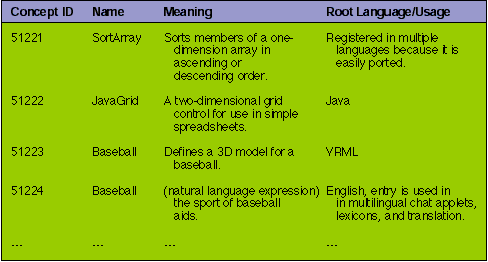 Concept ID Name Meaning Root Language/Usage
51221 SortArray Sorts members of a one- Registered in multiple
dimension array in languages because it is
ascending or easily ported.
descending order.
51222 JavaGrid A two-dimensional grid Java
control for use in simple
spreadsheets.
51223 Baseball Defines a 3D model for a VRML
baseball.
51224 Baseball (natural language expression) English, entry is used in
the sport of baseball in multilingual chat applets,
aids. lexicons, and translation.
--- --- --- ---